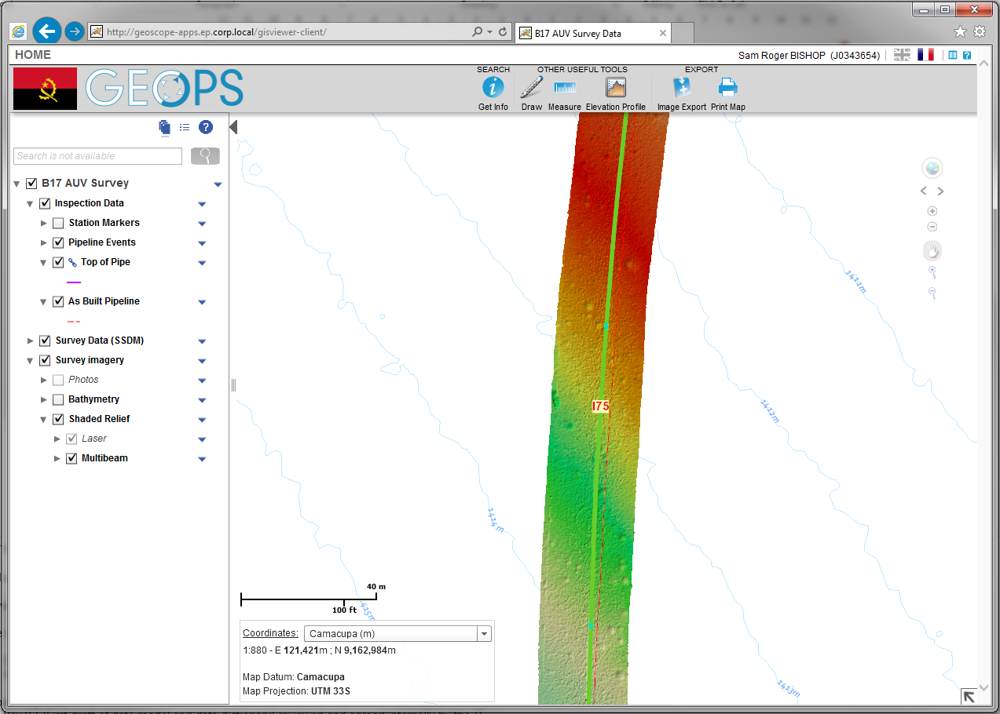 http://geoscope-apps.ep.corp.local/gisviewer-client/
B17 AUV Survey Data
HOME
Sam Roger BISHOP (J0343654)
GEOPS
SEARCH
OTHER USEFUL TOOLS
EXPORT
Get Info
Draw
Measure
Elevation Profile
Image Export
Print Map
Search is not available
B17 AUV Survey
Inspection Data
Station Markers
Pipeline Events
Top of Pipe
As Built Pipeline
Survey Data (SSDM)
Survey imagery
Photos
Bathymetry
Shaded Relief
Laser
Multibeam
1411m
1412m
I75
1414m
1415m
1413m
40 m
100 ft
Coordinates: Camacupa (m)
1:880 - E 121,421m ; N 9,162,984m
Map Datum: Camacupa
Map Projection: UTM 33S